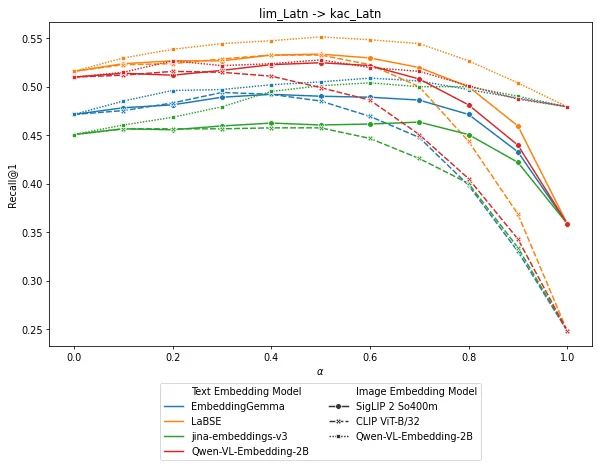 lim_Latn -> kac_Latn
Recall@1
0.55
0.50
0.45
0.40
0.35
0.30
0.25
0.0
0.2
0.4
0.6
0.8
1.0
α
Text Embedding Model
EmbeddingGemma
LaBSE
jina-embeddings-v3
Qwen-VL-Embedding-2B
Image Embedding Model
SigLIP 2 So400m
CLIP ViT-B/32
Qwen-VL-Embedding-2B